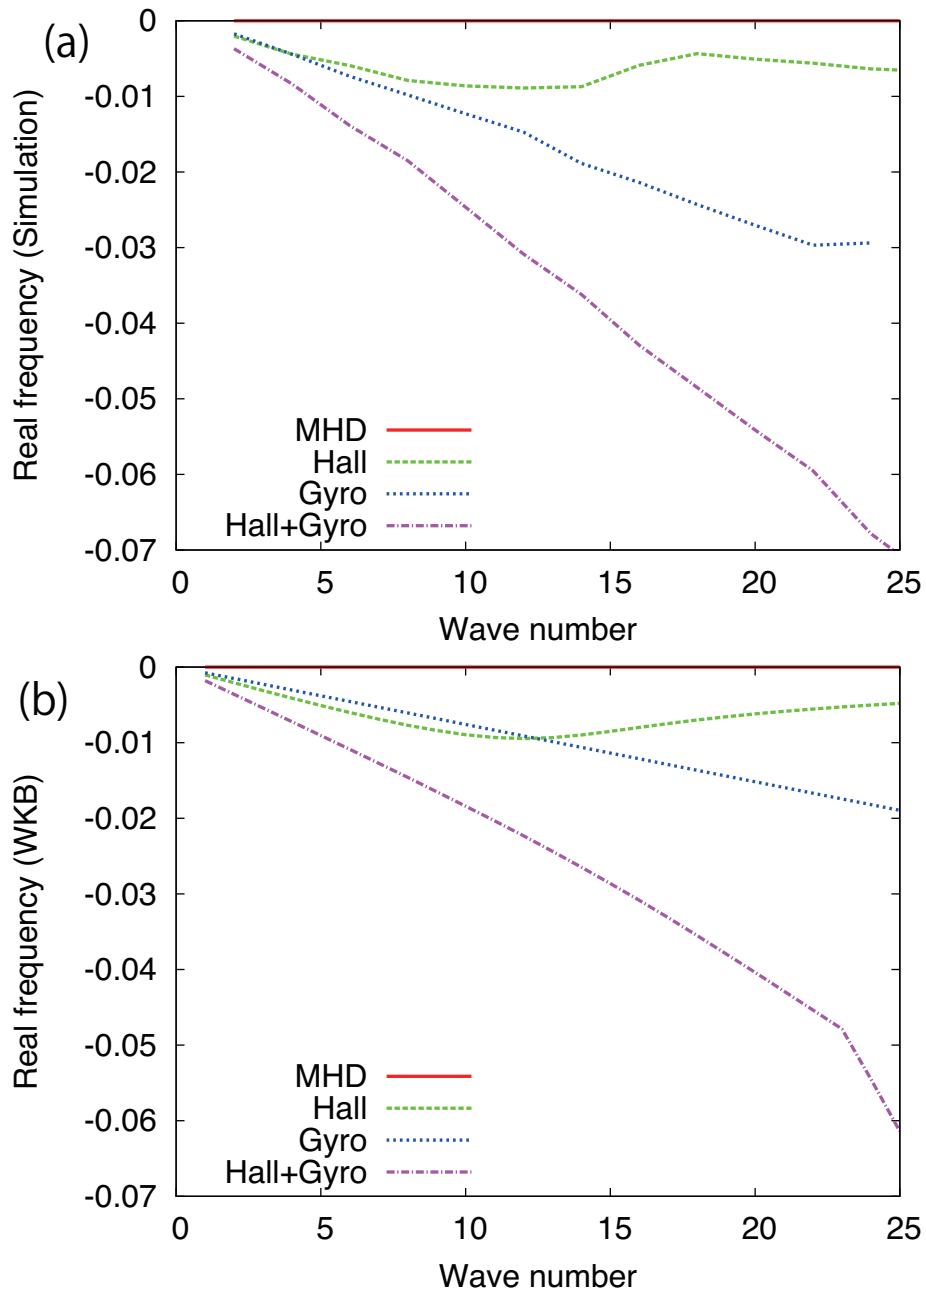 (a)
Real frequency (Simulation)
0
-0.01
-0.02
-0.03
-0.04
-0.05
-0.06
-0.07
MHD
Hall
Gyro
Hall+Gyro
0 5 10 15 20 25
Wave number
(b)
Real frequency (WKB)
0
-0.01
-0.02
-0.03
-0.04
-0.05
-0.06
-0.07
MHD
Hall
Gyro
Hall+Gyro
0 5 10 15 20 25
Wave number